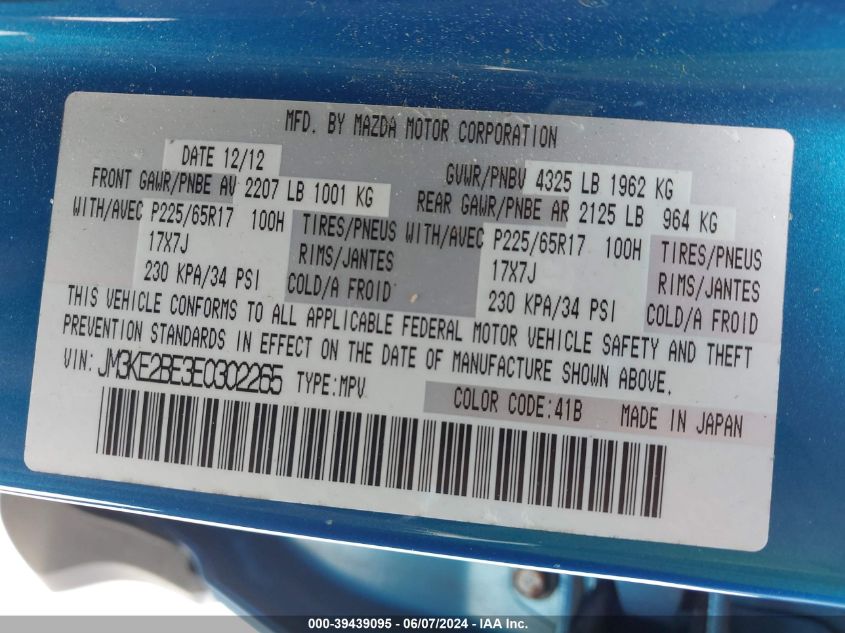 MFD. BY MAZDA MOTOR CORPORATION
DATE 12/12 GVWR/PNBV 4325 LB 1962 KG
FRONT GAWR/PNBE AV 2207 LB 1001 KG REAR GAWR/PNBE AR 2125 LB 964 KG
WITH/AVEC P225/65R17 100H TIRES/PNEUS WITH/AVEC P225/65R17 100H TIRES/PNEUS
17X7J RIMS/JANTES 17X7J RIMS/JANTES
230 KPA/34 PSI COLD/A FROID 230 KPA/34 PSI COLD/A FROID
THIS VEHICLE CONFORMS TO ALL APPLICABLE FEDERAL MOTOR VEHICLE SAFETY AND THEFT
PREVENTION STANDARDS IN EFFECT ON THE DATE OF MANUFACTURE SHOWN ABOVE.
VIN: JM3KE2BE3E0302265 TYPE:MPV
COLOR CODE:41B MADE IN JAPAN
000-39439095 - 06/07/2024 - IAA Inc.